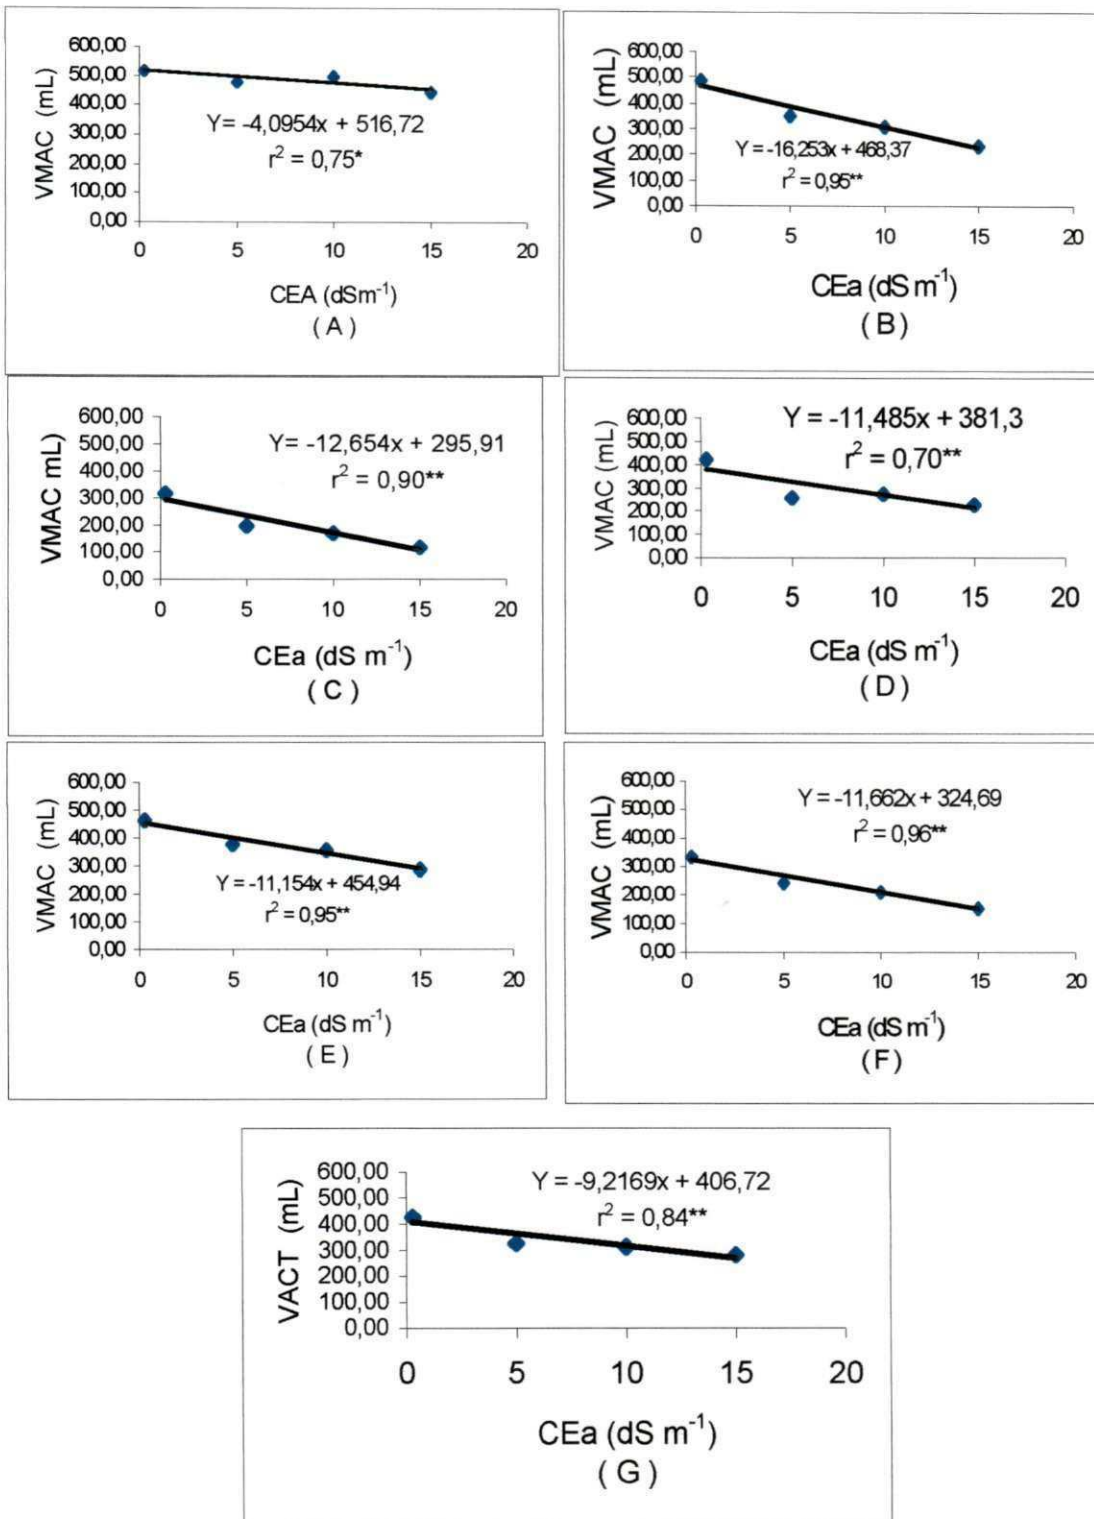 600,00
500,00
400,00
300,00
200,00
100,00
0,00
VMAC (mL)
Y= -4,0954x + 516,72
r² = 0,75*
0 5 10 15 20
CEA (dSm⁻¹)
( A )
600,00
500,00
400,00
300,00
200,00
100,00
0,00
VMAC (mL)
Y = -16,253x + 468,37
r² = 0,95**
0 5 10 15 20
CEa (dS m⁻¹)
( B )
600,00
500,00
400,00
300,00
200,00
100,00
0,00
VMAC mL)
Y= -12,654x + 295,91
r² = 0,90**
0 5 10 15 20
CEa (dS m⁻¹)
( C )
600,00
500,00
400,00
300,00
200,00
100,00
0,00
VMAC (mL)
Y = -11,485x + 381,3
r² = 0,70**
0 5 10 15 20
CEa (dS m⁻¹)
( D )
600,00
500,00
400,00
300,00
200,00
100,00
0,00
VMAC (mL)
Y = -11,154x + 454,94
r² = 0,95**
0 5 10 15 20
CEa (dS m⁻¹)
( E )
600,00
500,00
400,00
300,00
200,00
100,00
0,00
VMAC (mL)
Y = -11,662x + 324,69
r² = 0,96**
0 5 10 15 20
CEa (dS m⁻¹)
( F )
600,00
500,00
400,00
300,00
200,00
100,00
0,00
VACT (mL)
Y = -9,2169x + 406,72
r² = 0,84**
0 5 10 15 20
CEa (dS m⁻¹)
( G )